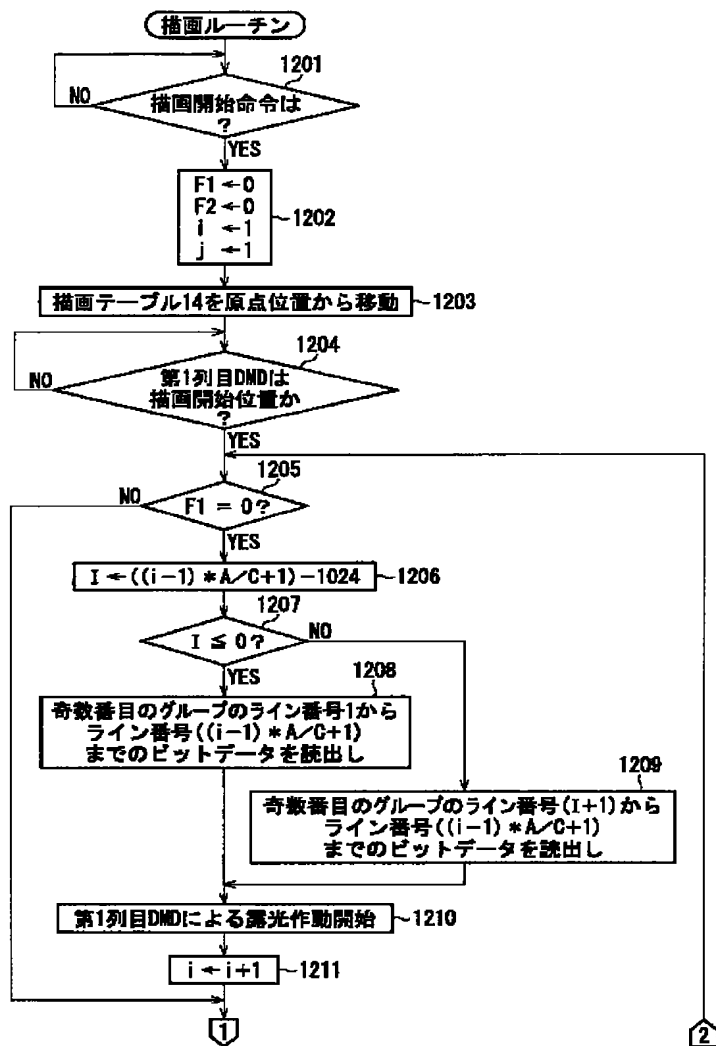 描画ルーチン
1201
描画開始命令は
?
NO
YES
F1←0
F2←0
i ←1
j ←1
1202
描画テーブル14を原点位置から移動
1203
1204
第1列目DMDは
描画開始位置か
?
NO
YES
1205
F1 = 0?
NO
YES
I←((i-1)*A/C+1)-1024
1206
1207
I ≦ 0?
NO
YES
1208
奇数番目のグループのライン番号1から
ライン番号((i-1)*A/C+1)
までのビットデータを読出し
1209
奇数番目のグループのライン番号(I+1)から
ライン番号((i-1)*A/C+1)
までのビットデータを読出し
第1列目DMDによる露光作動開始
1210
i←i+1
1211
1
2